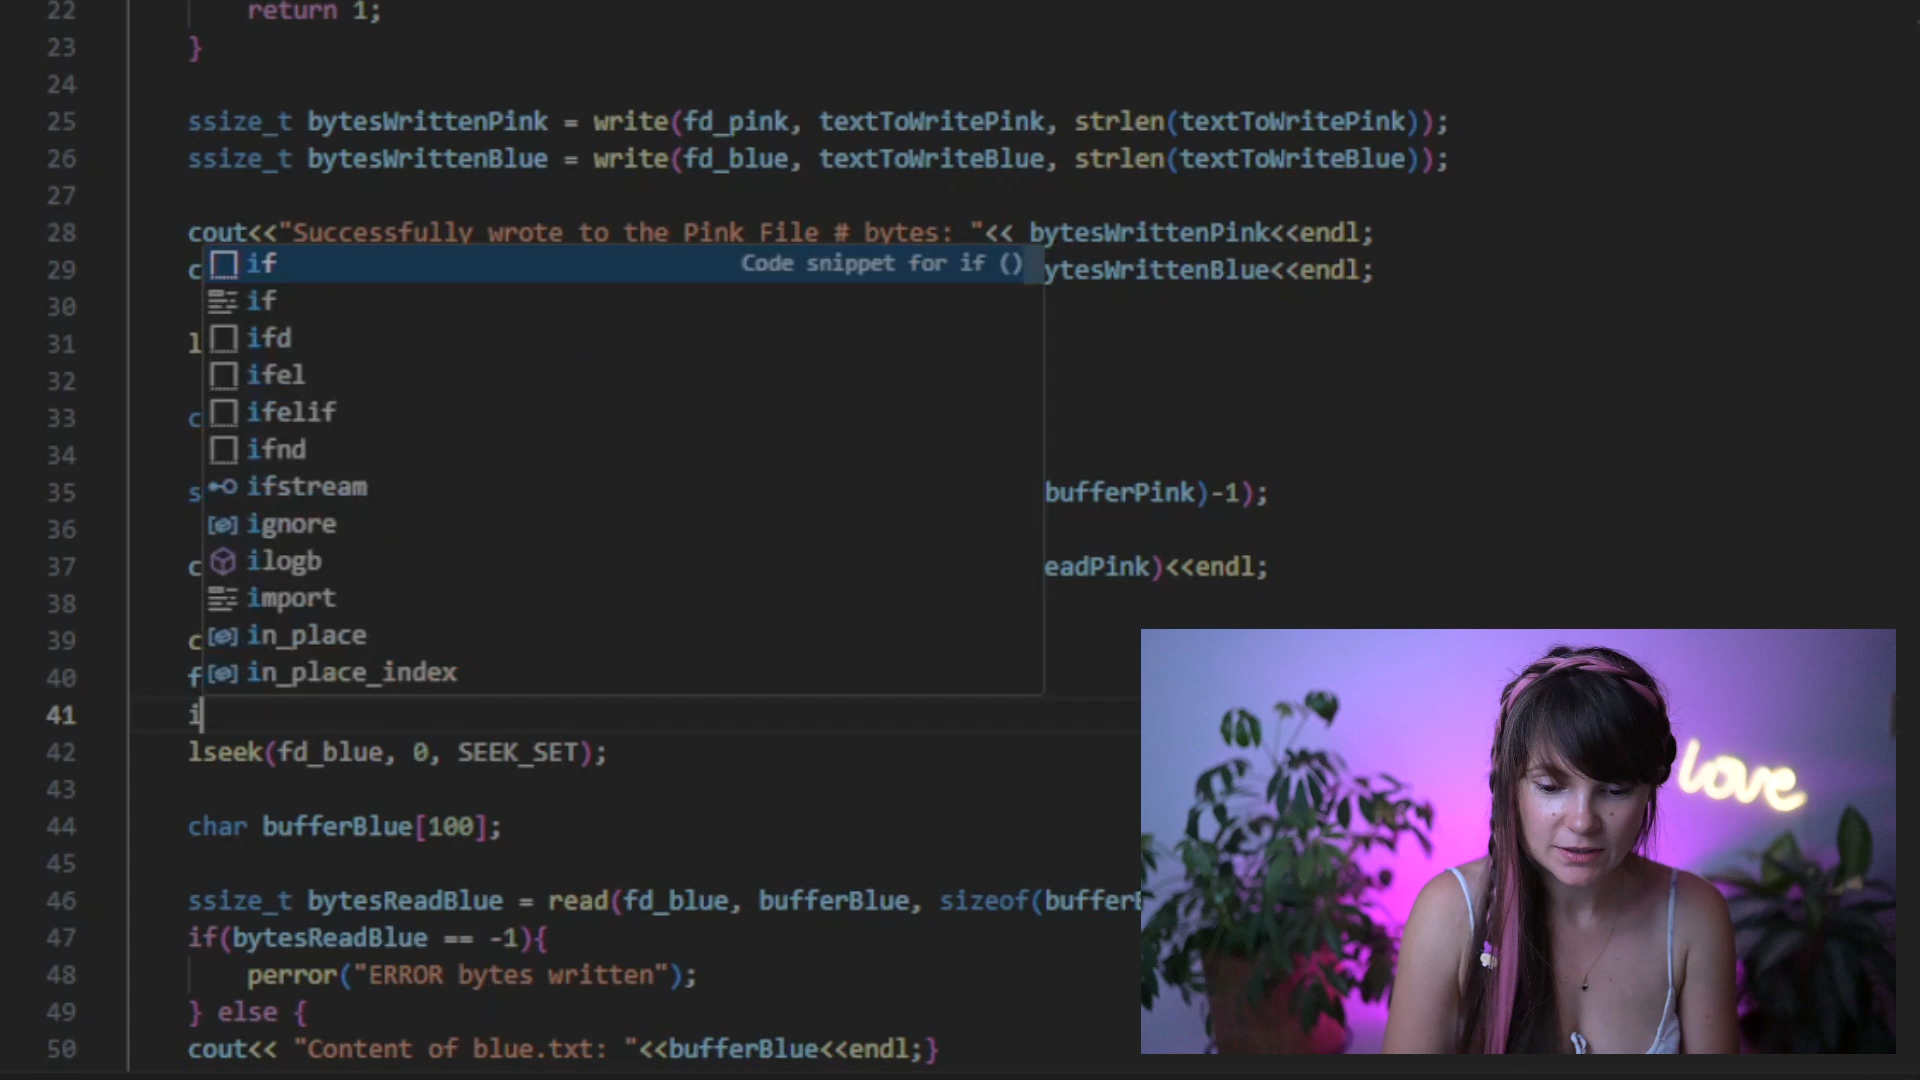 22 return 1;
23 }
24
25 ssize_t bytesWrittenPink = write(fd_pink, textToWritePink, strlen(textToWritePink));
26 ssize_t bytesWrittenBlue = write(fd_blue, textToWriteBlue, strlen(textToWriteBlue));
27
28 cout<<"Successfully wrote to the Pink File # bytes: "<< bytesWrittenPink<<endl;
29 c if Code snippet for if () ytesWrittenBlue<<endl;
30 if
31 l ifd
32 ifel
33 c ifelif
34 ifnd
35 s ifstream bufferPink)-1);
36 ignore
37 c ilogb eadPink)<<endl;
38 import
39 c in_place
40 f in_place_index
41 i
42 lseek(fd_blue, 0, SEEK_SET);
43
44 char bufferBlue[100];
45
46 ssize_t bytesReadBlue = read(fd_blue, bufferBlue, sizeof(buffer
47 if(bytesReadBlue == -1){
48 perror("ERROR bytes written");
49 } else {
50 cout<< "Content of blue.txt: "<<bufferBlue<<endl;}
love